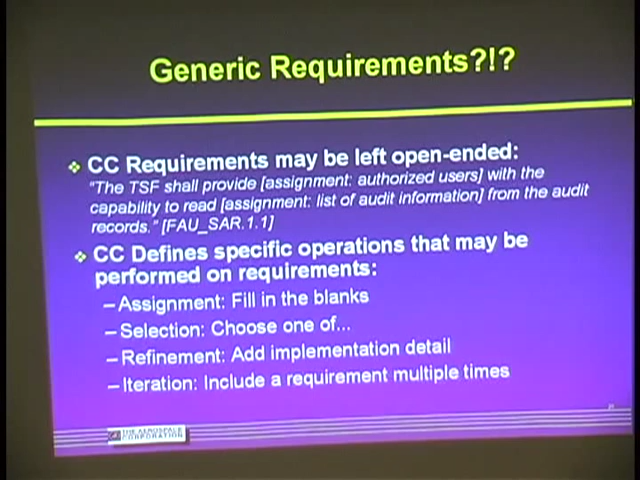 Generic Requirements?!?
CC Requirements may be left open-ended:
"The TSF shall provide [assignment: authorized users] with the
capability to read [assignment: list of audit information] from the audit
records." [FAU_SAR.1.1]
CC Defines specific operations that may be
performed on requirements:
–Assignment: Fill in the blanks
–Selection: Choose one of...
–Refinement: Add implementation detail
–Iteration: Include a requirement multiple times
THE AEROSPACE
CORPORATION